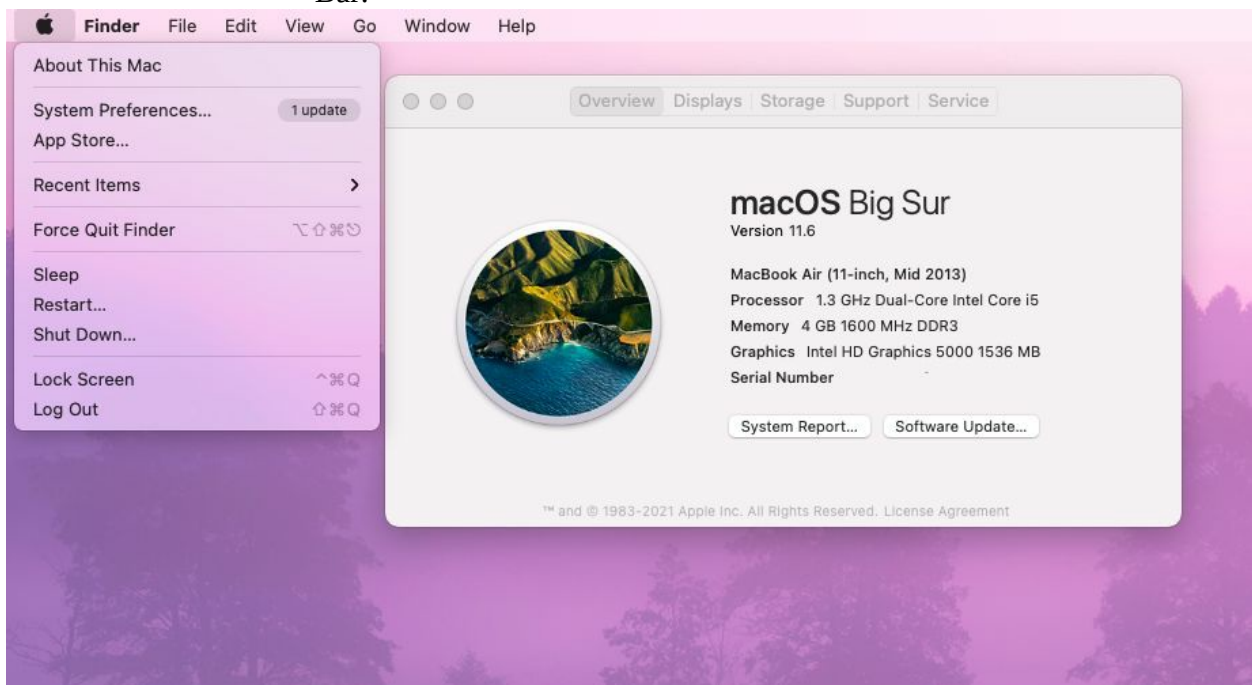 Bar.
Finder File Edit View Go Window Help
About This Mac
System Preferences... 1 update
App Store...
Recent Items
Force Quit Finder ⌥⇧⌘⎋
Sleep
Restart...
Shut Down...
Lock Screen ^⌘Q
Log Out ⇧⌘Q
Overview Displays Storage Support Service
macOS Big Sur
Version 11.6
MacBook Air (11-inch, Mid 2013)
Processor 1.3 GHz Dual-Core Intel Core i5
Memory 4 GB 1600 MHz DDR3
Graphics Intel HD Graphics 5000 1536 MB
Serial Number
System Report... Software Update...
™ and © 1983-2021 Apple Inc. All Rights Reserved. License Agreement